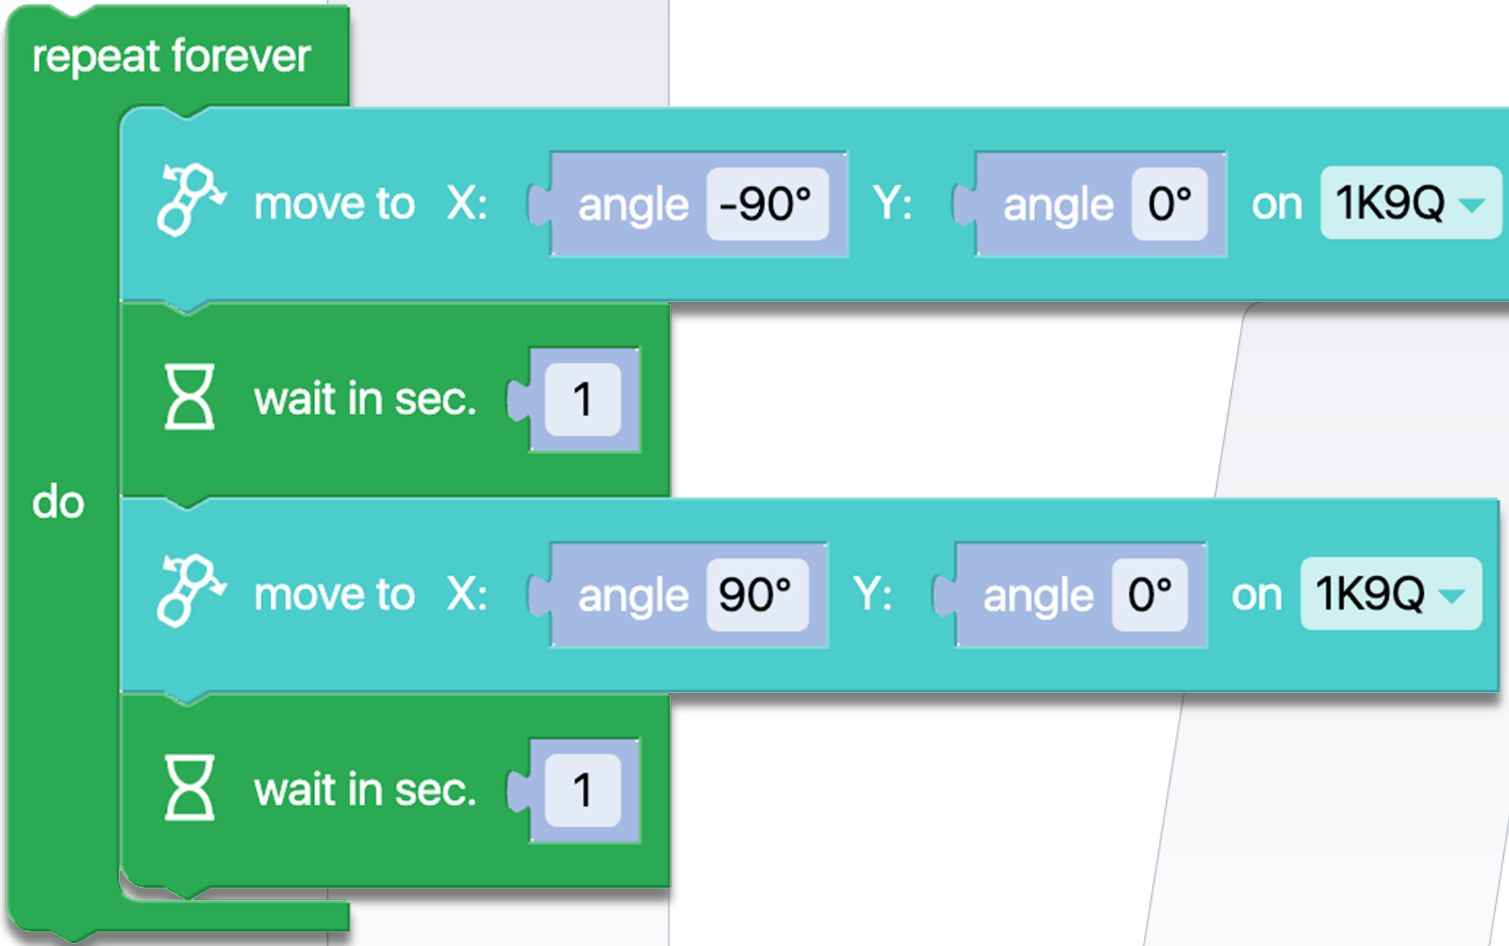 repeat forever
move to X: angle -90° Y: angle 0° on 1K9Q
wait in sec. 1
do
move to X: angle 90° Y: angle 0° on 1K9Q
wait in sec. 1